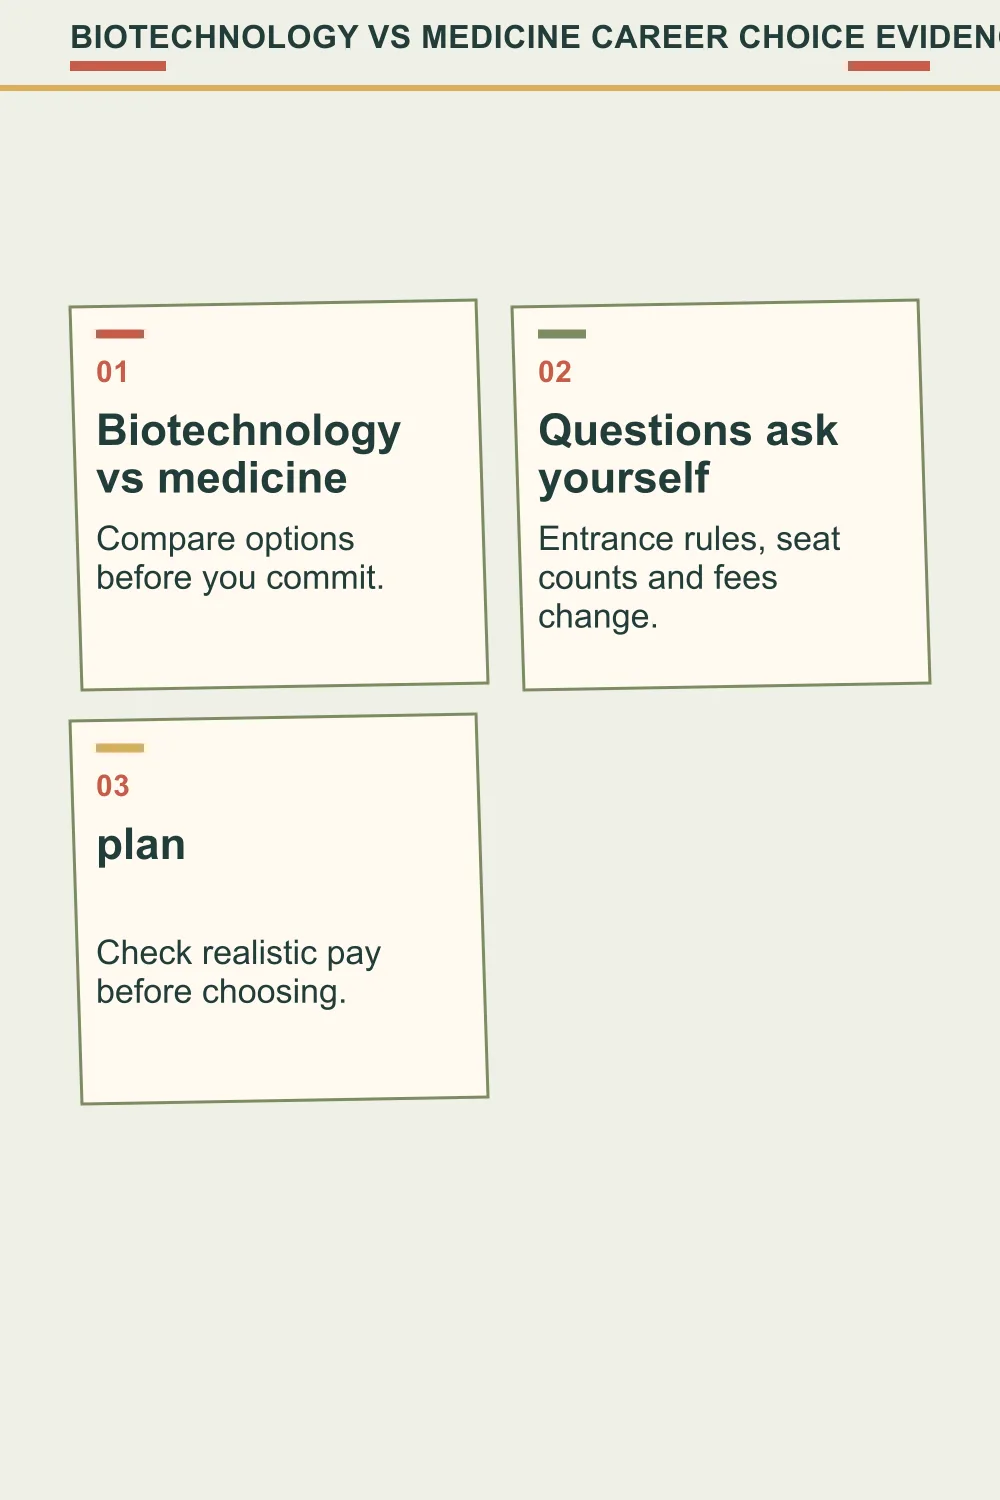 BIOTECHNOLOGY VS MEDICINE CAREER CHOICE
01
Biotechnology
vs medicine
Compare options
before you commit.
02
Questions ask
yourself
Entrance rules, seat
counts and fees
change.
03
plan
Check realistic pay
before choosing.